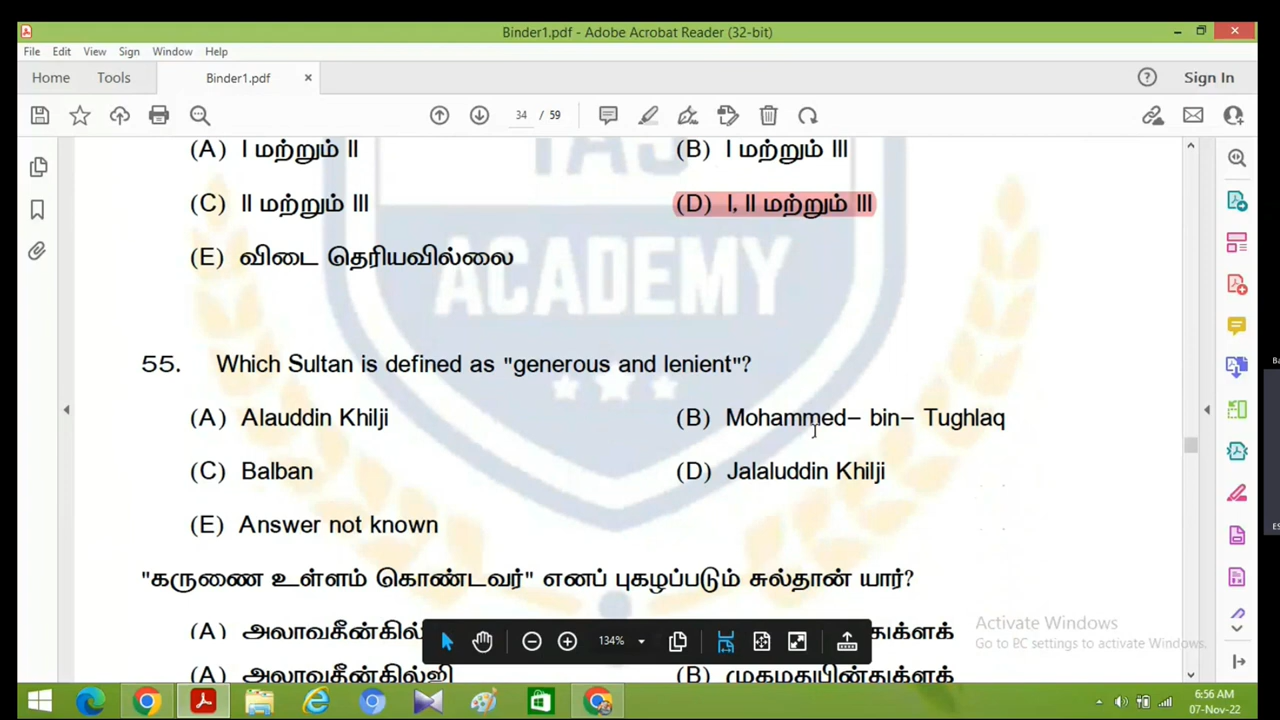 Binder1.pdf - Adobe Acrobat Reader (32-bit)
File Edit View Sign Window Help
Home Tools Binder1.pdf × Sign In
34 / 59
TAJ
ACADEMY
(A) I மற்றும் II (B) I மற்றும் III
(C) II மற்றும் III (D) I, II மற்றும் III
(E) விடை தெரியவில்லை
55. Which Sultan is defined as "generous and lenient"?
(A) Alauddin Khilji (B) Mohammed– bin– Tughlaq
(C) Balban (D) Jalaluddin Khilji
(E) Answer not known
"கருணை உள்ளம் கொண்டவர்" எனப் புகழப்படும் சுல்தான் யார்?
(A)
134%
(A) (B)
Activate Windows
Go to PC settings to activate Windows.
6:56 AM
07-Nov-22